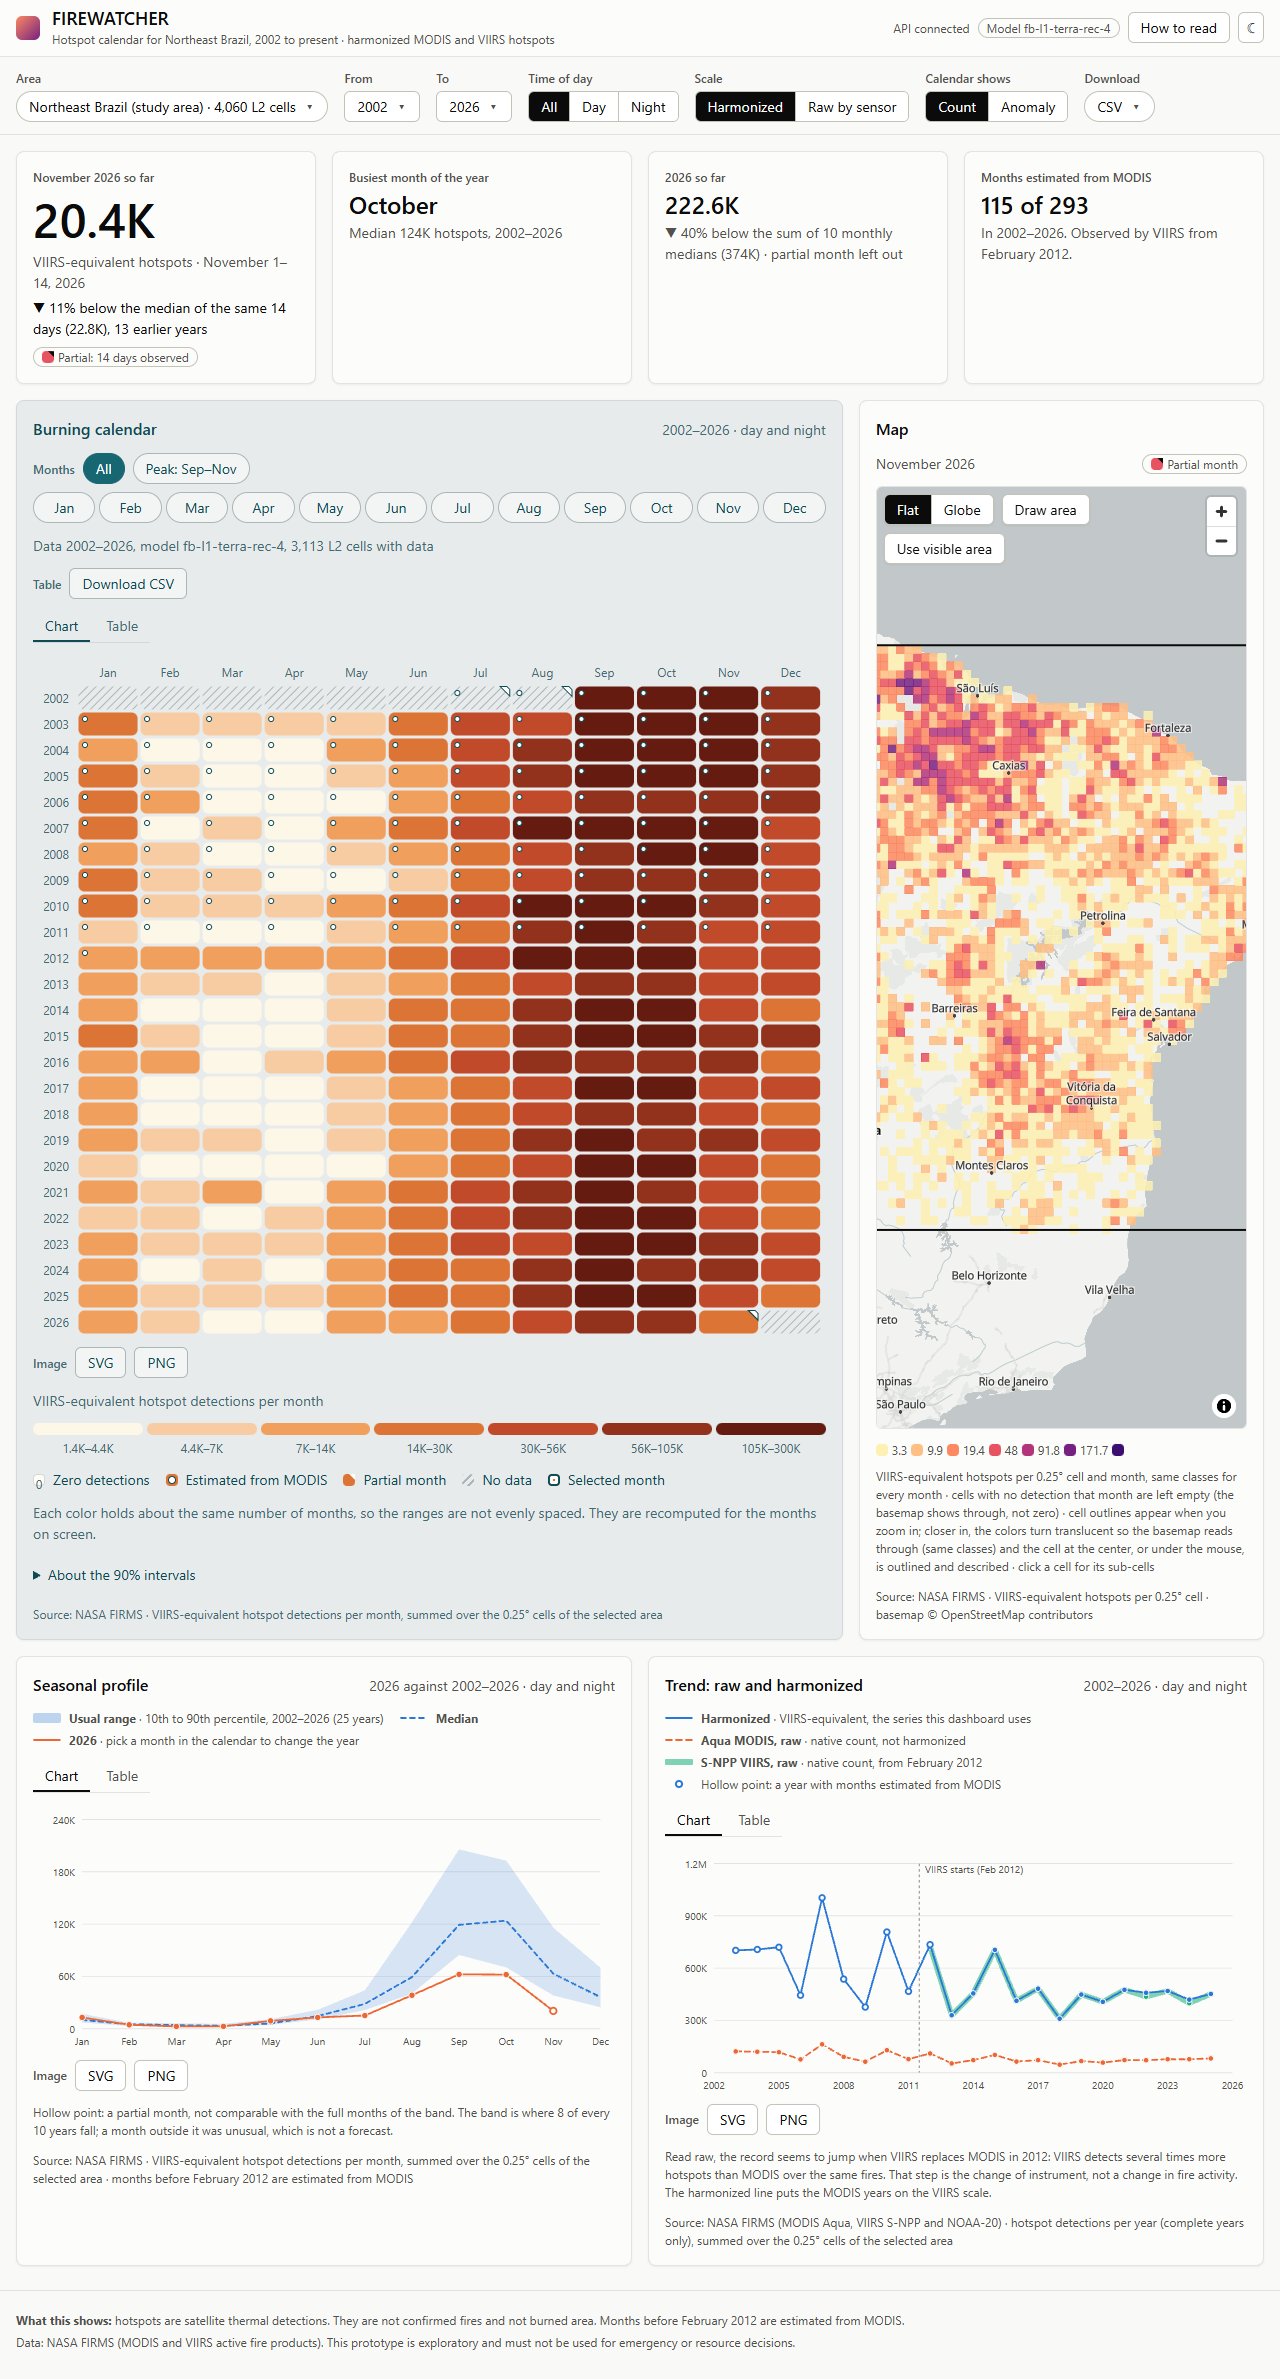 FIREWATCHER
Hotspot calendar for Northeast Brazil, 2002 to present · harmonized MODIS and VIIRS hotspots
API connected
Model fb-l1-terra-rec-4
How to read
Area
From
To
Time of day
Scale
Calendar shows
Download
Northeast Brazil (study area) · 4,060 L2 cells
2002
2026
All
Day
Night
Harmonized
Raw by sensor
Count
Anomaly
CSV
November 2026 so far
20.4K
VIIRS-equivalent hotspots · November 1–
14, 2026
▼ 11% below the median of the same 14
days (22.8K), 13 earlier years
Partial: 14 days observed
Busiest month of the year
October
Median 124K hotspots, 2002–2026
2026 so far
222.6K
▼ 40% below the sum of 10 monthly
medians (374K) · partial month left out
Months estimated from MODIS
115 of 293
In 2002–2026. Observed by VIIRS from
February 2012.
Burning calendar
2002–2026 · day and night
Months
All
Peak: Sep–Nov
Jan
Feb
Mar
Apr
May
Jun
Jul
Aug
Sep
Oct
Nov
Dec
Data 2002–2026, model fb-l1-terra-rec-4, 3,113 L2 cells with data
Table
Download CSV
Chart
Table
Jan
Feb
Mar
Apr
May
Jun
Jul
Aug
Sep
Oct
Nov
Dec
2002
2003
2004
2005
2006
2007
2008
2009
2010
2011
2012
2013
2014
2015
2016
2017
2018
2019
2020
2021
2022
2023
2024
2025
2026
Image
SVG
PNG
VIIRS-equivalent hotspot detections per month
1.4K–4.4K
4.4K–7K
7K–14K
14K–30K
30K–56K
56K–105K
105K–300K
0
Zero detections
Estimated from MODIS
Partial month
No data
Selected month
Each color holds about the same number of months, so the ranges are not evenly spaced. They are recomputed for the months
on screen.
▶ About the 90% intervals
Source: NASA FIRMS · VIIRS-equivalent hotspot detections per month, summed over the 0.25° cells of the selected area
Map
November 2026
Partial month
Flat
Globe
Draw area
Use visible area
+
−
São Luís
Fortaleza
Caxias
Petrolina
Barreiras
Feira de Santana
Salvador
Vitória da
Conquista
Montes Claros
Belo Horizonte
Vila Velha
reto
mpinas
Rio de Janeiro
São Paulo
3.3
9.9
19.4
48
91.8
171.7
VIIRS-equivalent hotspots per 0.25° cell and month, same classes for
every month · cells with no detection that month are left empty (the
basemap shows through, not zero) · cell outlines appear when you
zoom in; closer in, the colors turn translucent so the basemap reads
through (same classes) and the cell at the center, or under the mouse,
is outlined and described · click a cell for its sub-cells
Source: NASA FIRMS · VIIRS-equivalent hotspots per 0.25° cell ·
basemap © OpenStreetMap contributors
Seasonal profile
2026 against 2002–2026 · day and night
Usual range · 10th to 90th percentile, 2002–2026 (25 years)
Median
2026 · pick a month in the calendar to change the year
Chart
Table
240K
180K
120K
60K
0
Jan
Feb
Mar
Apr
May
Jun
Jul
Aug
Sep
Oct
Nov
Dec
Image
SVG
PNG
Hollow point: a partial month, not comparable with the full months of the band. The band is where 8 of every
10 years fall; a month outside it was unusual, which is not a forecast.
Source: NASA FIRMS · VIIRS-equivalent hotspot detections per month, summed over the 0.25° cells of the
selected area · months before February 2012 are estimated from MODIS
Trend: raw and harmonized
2002–2026 · day and night
Harmonized · VIIRS-equivalent, the series this dashboard uses
Aqua MODIS, raw · native count, not harmonized
S-NPP VIIRS, raw · native count, from February 2012
Hollow point: a year with months estimated from MODIS
Chart
Table
1.2M
900K
600K
300K
0
VIIRS starts (Feb 2012)
2002
2005
2008
2011
2014
2017
2020
2023
2026
Image
SVG
PNG
Read raw, the record seems to jump when VIIRS replaces MODIS in 2012: VIIRS detects several times more
hotspots than MODIS over the same fires. That step is the change of instrument, not a change in fire activity.
The harmonized line puts the MODIS years on the VIIRS scale.
Source: NASA FIRMS (MODIS Aqua, VIIRS S-NPP and NOAA-20) · hotspot detections per year (complete years
only), summed over the 0.25° cells of the selected area
What this shows: hotspots are satellite thermal detections. They are not confirmed fires and not burned area. Months before February 2012 are estimated from MODIS.
Data: NASA FIRMS (MODIS and VIIRS active fire products). This prototype is exploratory and must not be used for emergency or resource decisions.